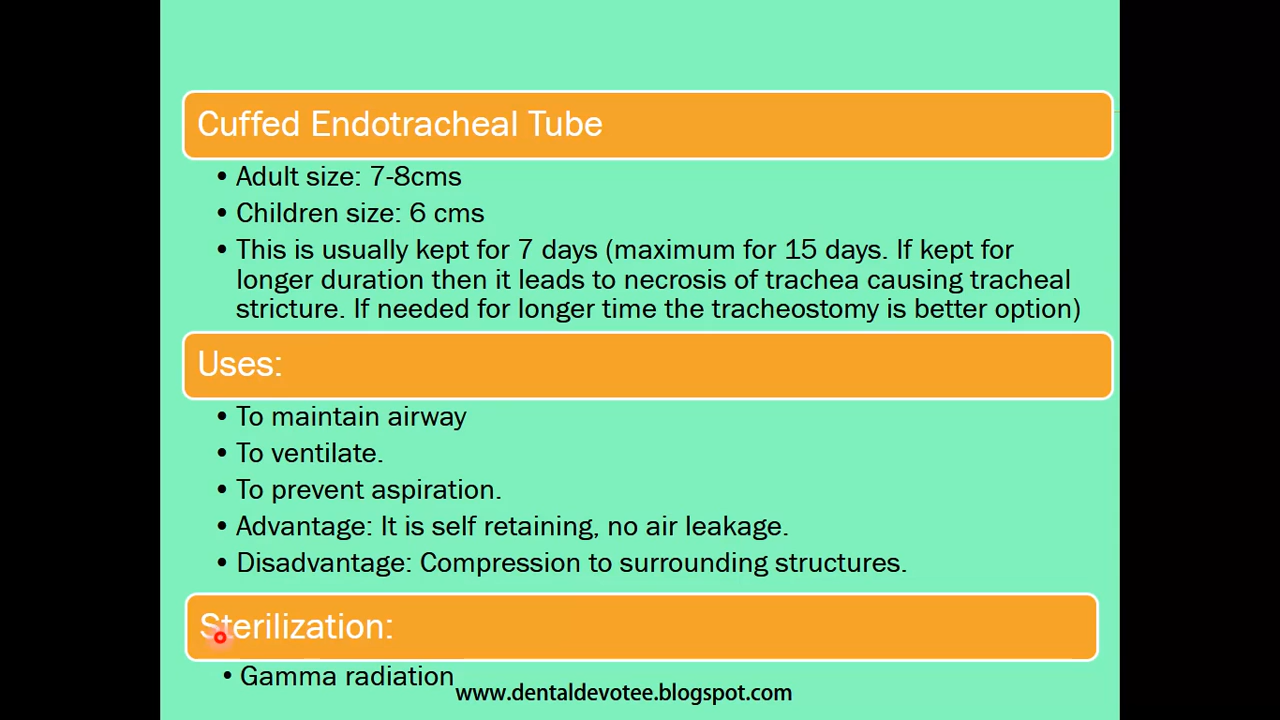 Cuffed Endotracheal Tube
• Adult size: 7-8cms
• Children size: 6 cms
• This is usually kept for 7 days (maximum for 15 days. If kept for
longer duration then it leads to necrosis of trachea causing tracheal
stricture. If needed for longer time the tracheostomy is better option)
Uses:
• To maintain airway
• To ventilate.
• To prevent aspiration.
• Advantage: It is self retaining, no air leakage.
• Disadvantage: Compression to surrounding structures.
Sterilization:
• Gamma radiation
www.dentaldevotee.blogspot.com